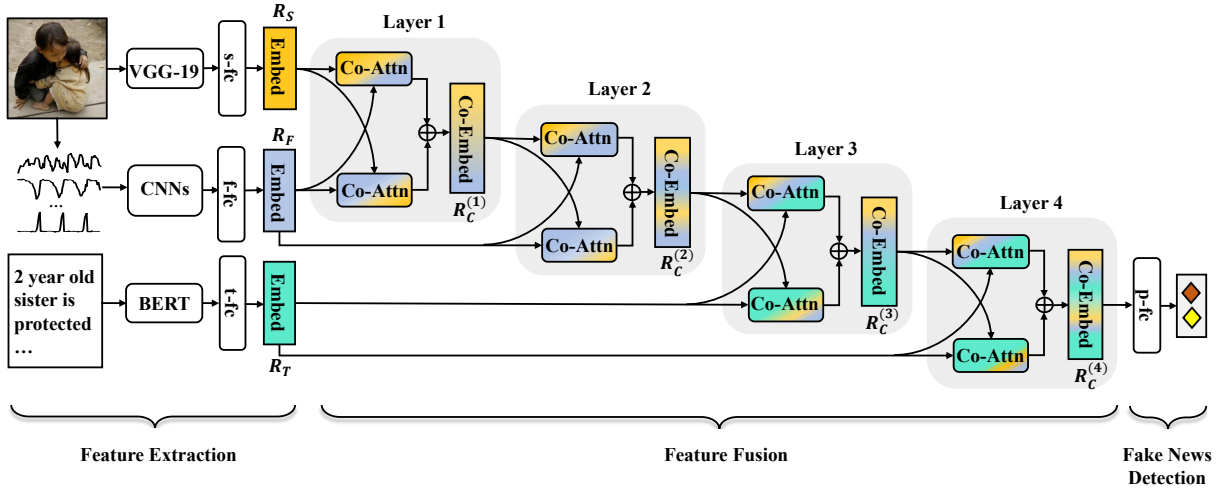 R_S
Layer 1
VGG-19
s-fc
Embed
Co-Attn
Co-Embed
Co-Attn
R_C^(1)
R_F
CNNs
f-fc
Embed
...
Layer 2
Co-Attn
Co-Embed
Co-Attn
R_C^(2)
Layer 3
Co-Attn
Co-Embed
Co-Attn
R_C^(3)
Layer 4
Co-Attn
Co-Embed
Co-Attn
R_C^(4)
p-fc
2 year old
sister is
protected
...
BERT
t-fc
Embed
R_T
Feature Extraction
Feature Fusion
Fake News
Detection